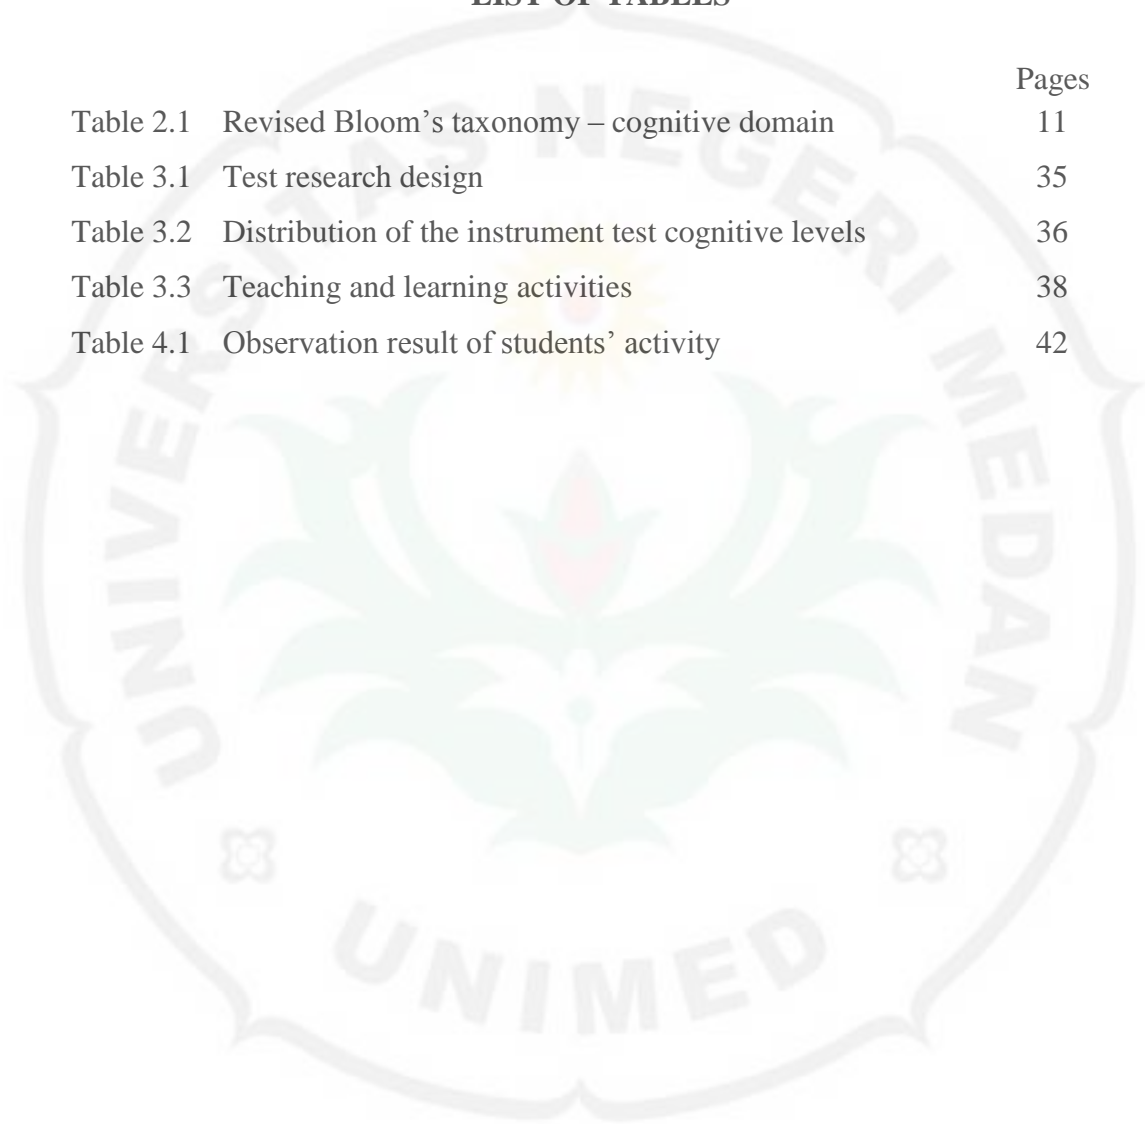 LIST OF TABLES
Pages
Table 2.1 Revised Bloom’s taxonomy – cognitive domain 11
Table 3.1 Test research design 35
Table 3.2 Distribution of the instrument test cognitive levels 36
Table 3.3 Teaching and learning activities 38
Table 4.1 Observation result of students’ activity 42
UNIVERSITAS NEGERI MEDAN
UNIMED